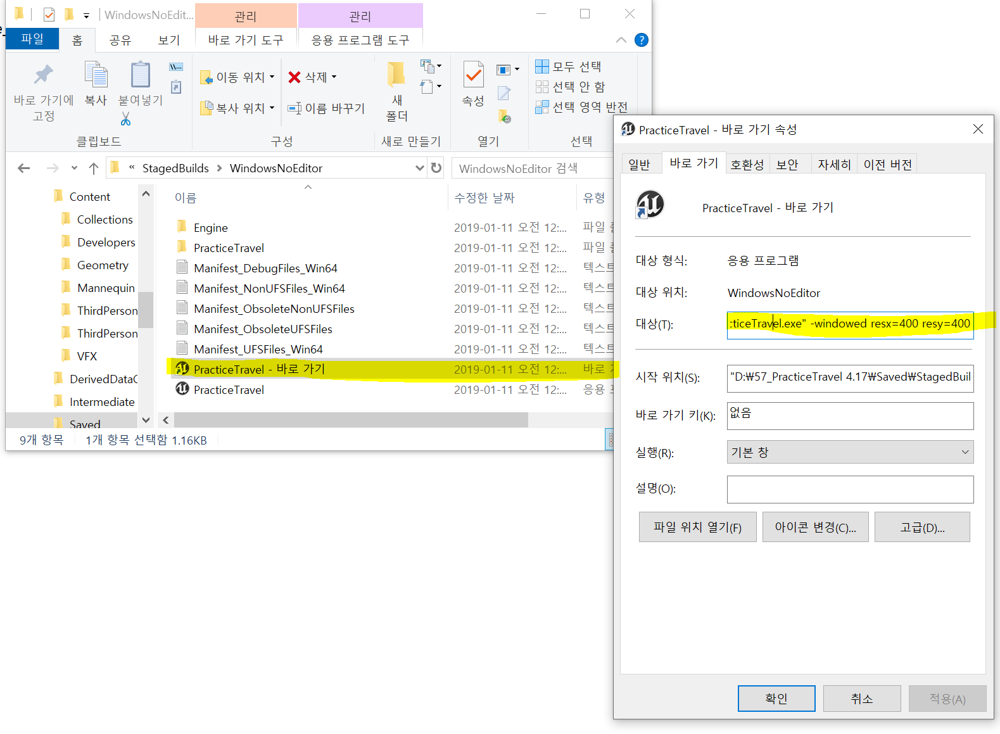 WindowsNoEdit...
관리
관리
파일
홈
공유
보기
바로 가기 도구
응용 프로그램 도구
바로 가기에
고정
복사
붙여넣기
이동 위치
복사 위치
삭제
이름 바꾸기
새
폴더
속성
모두 선택
선택 안 함
선택 영역 반전
클립보드
구성
새로 만들기
열기
선택
« StagedBuilds > WindowsNoEditor
WindowsNoEditor 검색
Content
Collections
Developers
Geometry
Mannequin
ThirdPerson
ThirdPerson
VFX
DerivedDataC
Intermediate
Saved
이름
수정한 날짜
유형
Engine 2019-01-11 오전 12:... 파일
PracticeTravel 2019-01-11 오전 12:... 파일
Manifest_DebugFiles_Win64 2019-01-11 오전 12:... 텍스트
Manifest_NonUFSFiles_Win64 2019-01-11 오전 12:... 텍스트
Manifest_ObsoleteNonUFSFiles 2019-01-11 오전 12:... 텍스트
Manifest_ObsoleteUFSFiles 2019-01-11 오전 12:... 텍스트
Manifest_UFSFiles_Win64 2019-01-11 오전 12:... 텍스트
PracticeTravel - 바로 가기 2019-01-11 오전 12:... 바로
PracticeTravel 2019-01-11 오전 12:... 응용
9개 항목
1개 항목 선택함 1.16KB
PracticeTravel - 바로 가기 속성
일반
바로 가기
호환성
보안
자세히
이전 버전
PracticeTravel - 바로 가기
대상 형식: 응용 프로그램
대상 위치: WindowsNoEditor
대상(T): cticeTravel.exe" -windowed resx=400 resy=400
시작 위치(S): "D:₩57_PracticeTravel 4.17₩Saved₩StagedBuil
바로 가기 키(K): 없음
실행(R): 기본 창
설명(O):
파일 위치 열기(F)
아이콘 변경(C)...
고급(D)...
확인
취소
적용(A)